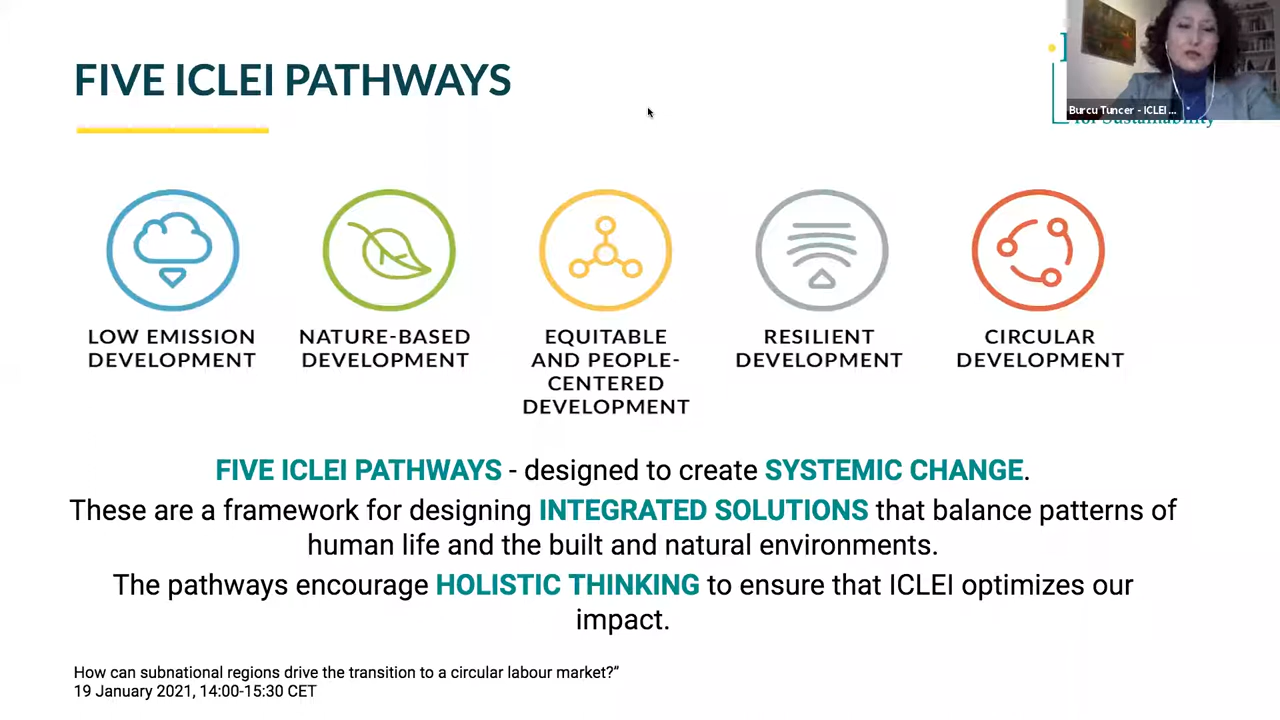 FIVE ICLEI PATHWAYS
Burcu Tuncer - ICLEI ...
for Sustainability
LOW EMISSION
DEVELOPMENT
NATURE-BASED
DEVELOPMENT
EQUITABLE
AND PEOPLE-
CENTERED
DEVELOPMENT
RESILIENT
DEVELOPMENT
CIRCULAR
DEVELOPMENT
FIVE ICLEI PATHWAYS - designed to create SYSTEMIC CHANGE.
These are a framework for designing INTEGRATED SOLUTIONS that balance patterns of
human life and the built and natural environments.
The pathways encourage HOLISTIC THINKING to ensure that ICLEI optimizes our
impact.
How can subnational regions drive the transition to a circular labour market?”
19 January 2021, 14:00-15:30 CET